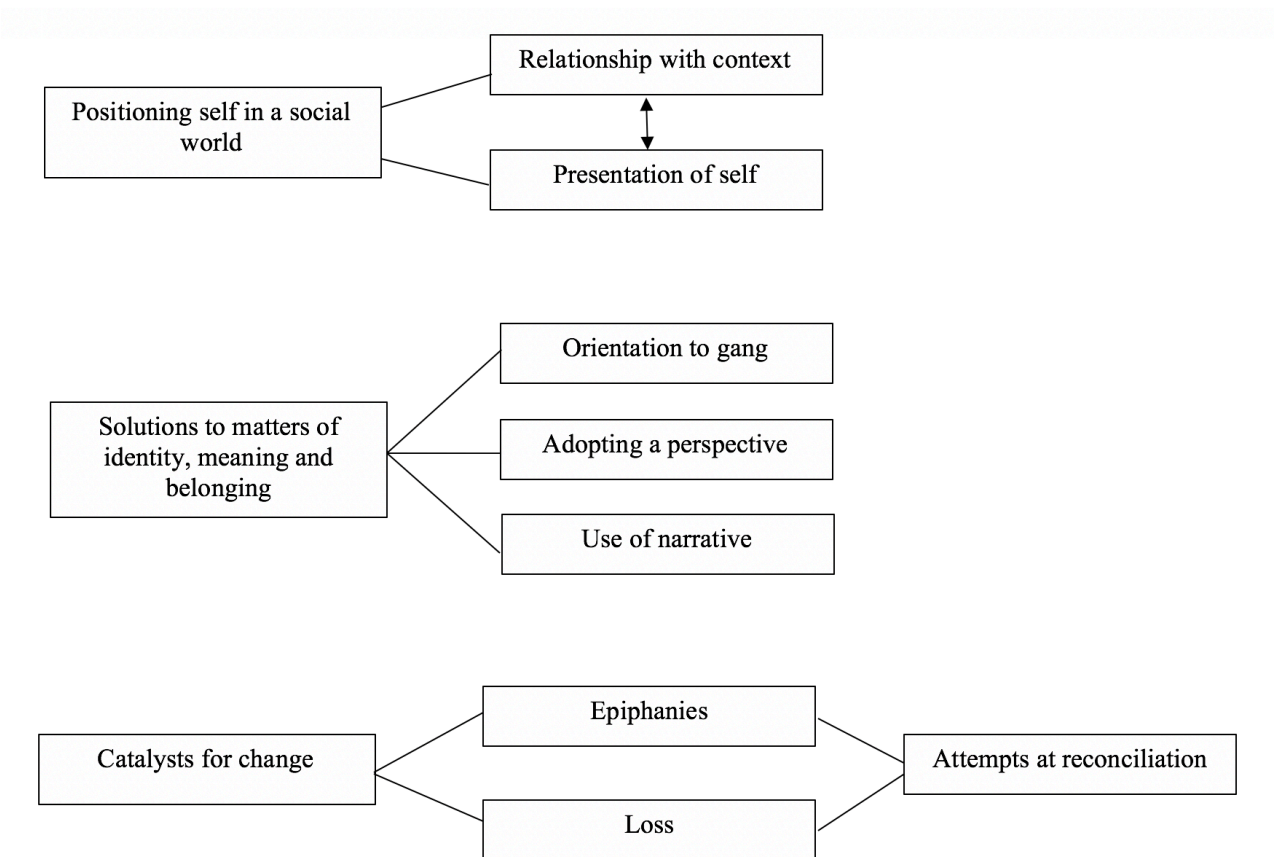 Relationship with context
Positioning self in a social
world
Presentation of self
Orientation to gang
Solutions to matters of
identity, meaning and
belonging
Adopting a perspective
Use of narrative
Epiphanies
Catalysts for change
Attempts at reconciliation
Loss